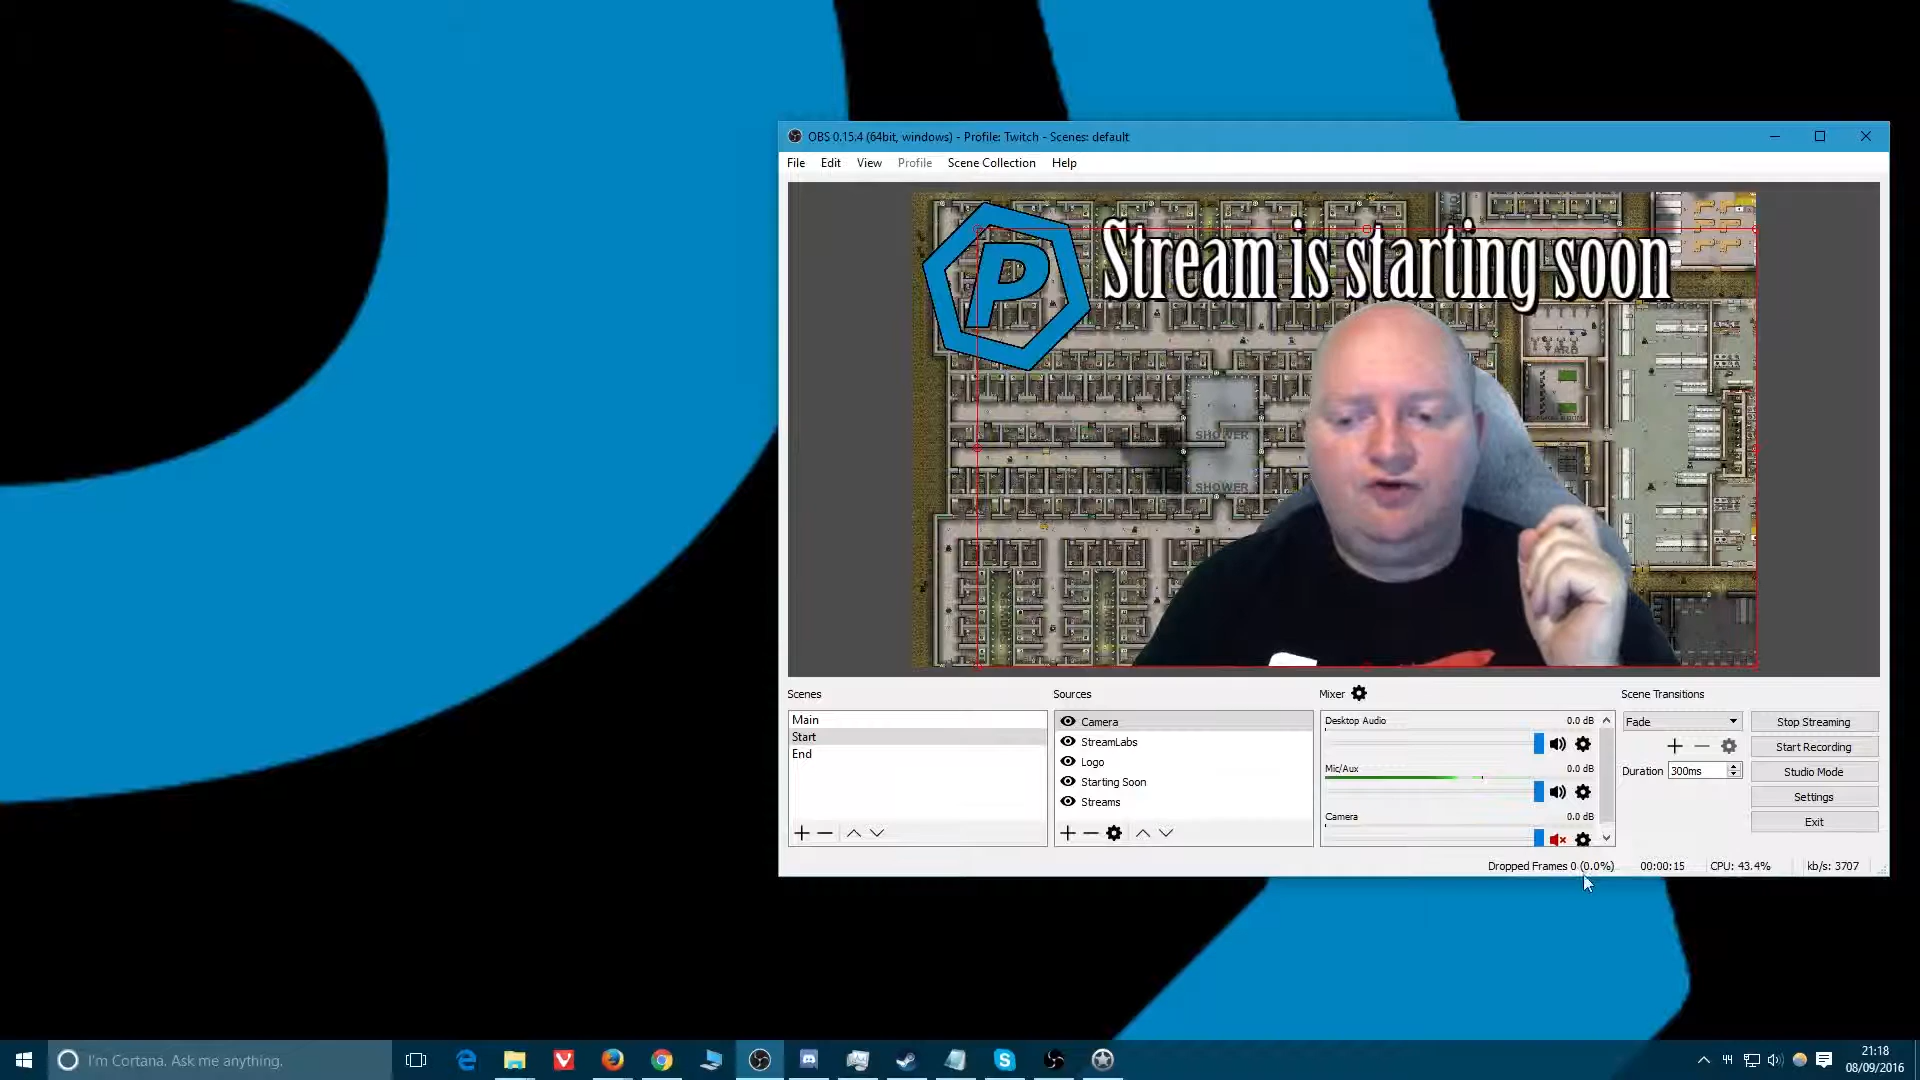 OBS 0.15.4 (64bit, windows) - Profile: Twitch - Scenes: default
File Edit View Profile Scene Collection Help
P
Stream is starting soon
YARD
SHOWER
SHOWER
SHOWER
SHOWER
Scenes
Main
Start
End
Sources
Camera
StreamLabs
Logo
Starting Soon
Streams
Mixer
Desktop Audio 0.0 dB
Mic/Aux 0.0 dB
Camera 0.0 dB
Scene Transitions
Fade
Duration 300ms
Stop Streaming
Start Recording
Studio Mode
Settings
Exit
Dropped Frames 0 (0.0%) 00:00:15 CPU: 43.4% kb/s: 3707
I'm Cortana. Ask me anything.
44
21:18
08/09/2016